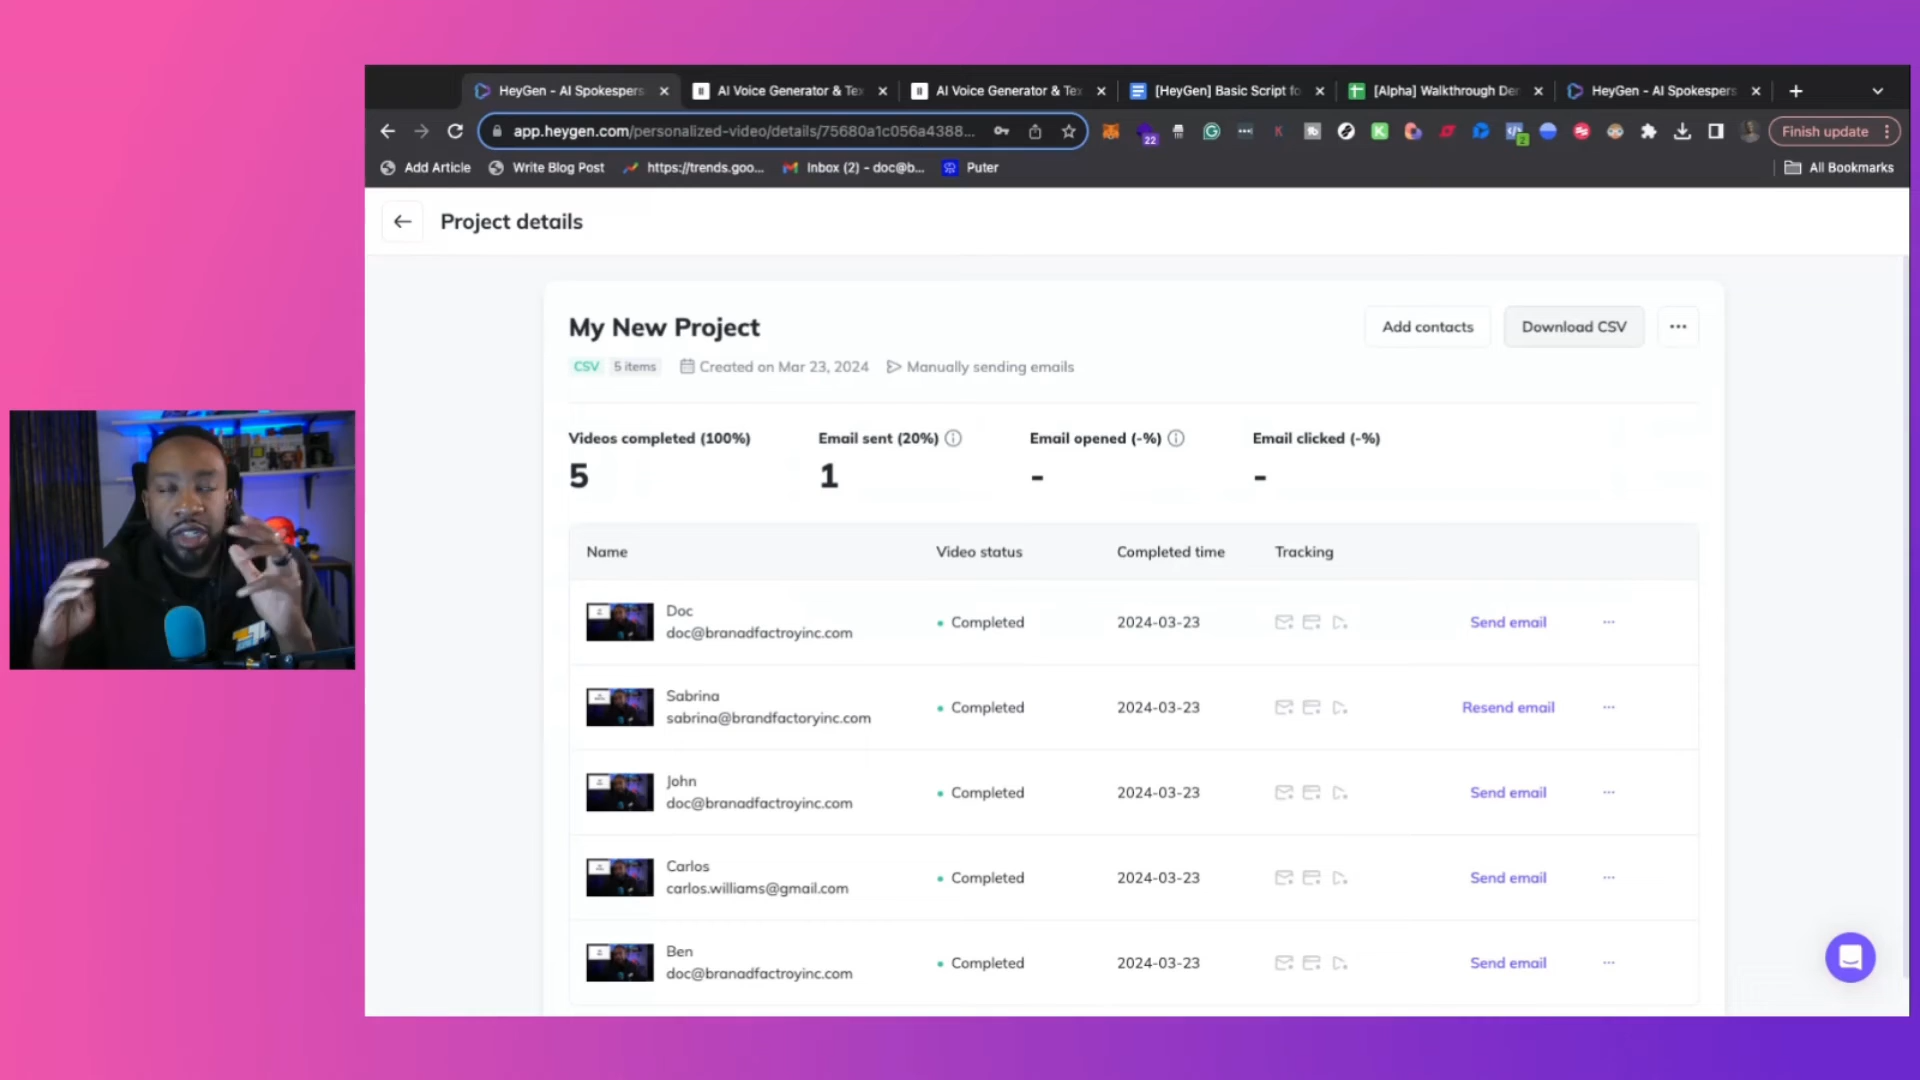 HeyGen - AI Spokespers
AI Voice Generator & Tex
AI Voice Generator & Tex
[HeyGen] Basic Script fo
[Alpha] Walkthrough Der
HeyGen - AI Spokespers
app.heygen.com/personalized-video/details/75680a1c056a4388...
22
2
Finish update
Add Article
Write Blog Post
https://trends.goo...
Inbox (2) - doc@b...
Puter
All Bookmarks
Project details
My New Project
Add contacts
Download CSV
CSV 5 items
Created on Mar 23, 2024
Manually sending emails
Videos completed (100%)
Email sent (20%)
Email opened (-%)
Email clicked (-%)
5
1
-
-
Name
Video status
Completed time
Tracking
Doc
doc@branadfactroyinc.com
Completed
2024-03-23
Send email
Sabrina
sabrina@brandfactoryinc.com
Completed
2024-03-23
Resend email
John
doc@branadfactroyinc.com
Completed
2024-03-23
Send email
Carlos
carlos.williams@gmail.com
Completed
2024-03-23
Send email
Ben
doc@branadfactroyinc.com
Completed
2024-03-23
Send email